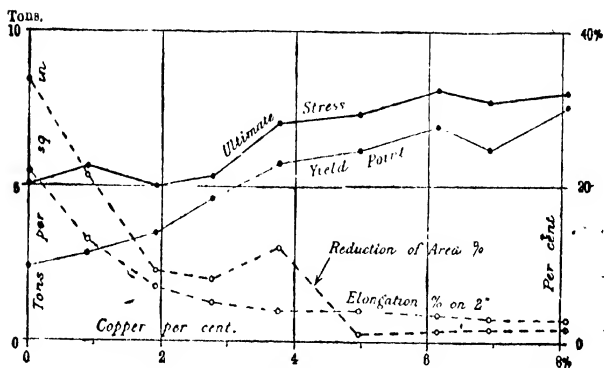 Tons.
10
40%
in
sq
per
Tons
Ultimate Stress
Yield Point
5
20
Reduction of Area %
Per cent
Elongation % on 2"
Copper per cent.
0
0
0 2 4 6 8%